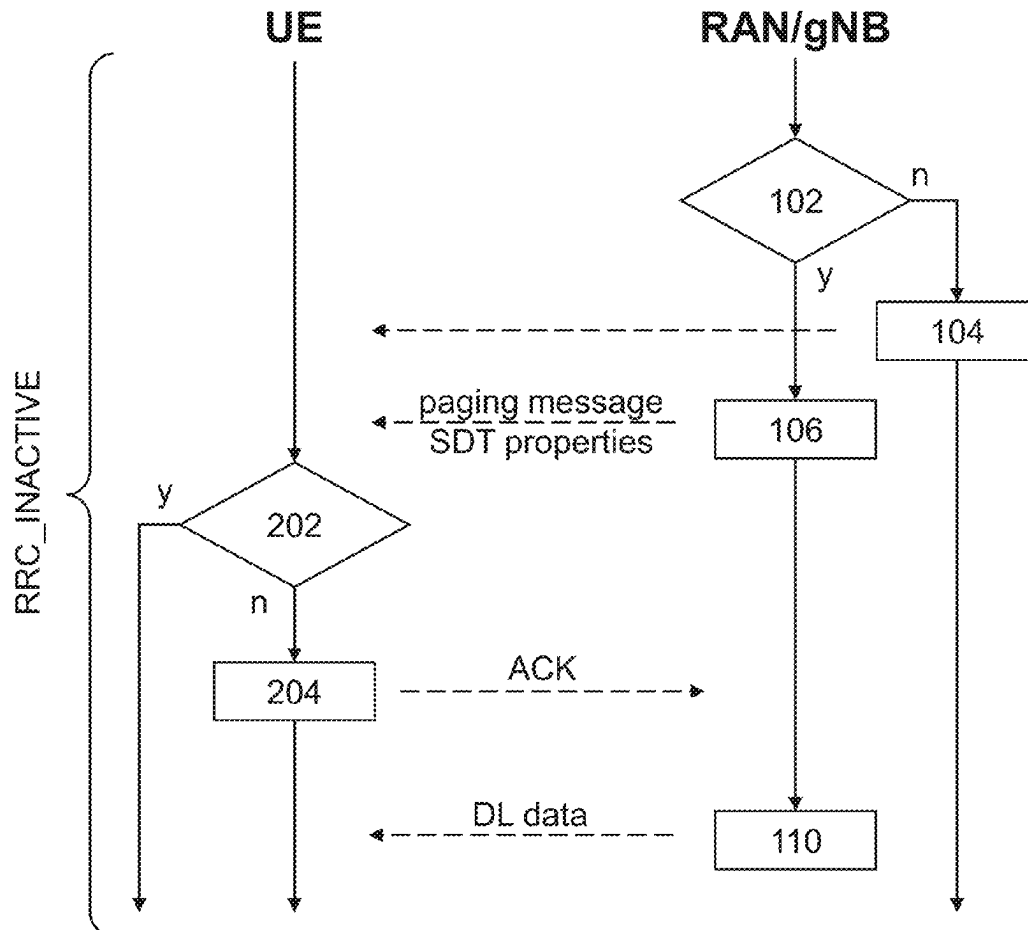 UE
RAN/gNB
102
n
y
104
paging message
SDT properties
106
RRC_INACTIVE
y
202
n
204
ACK
DL data
110